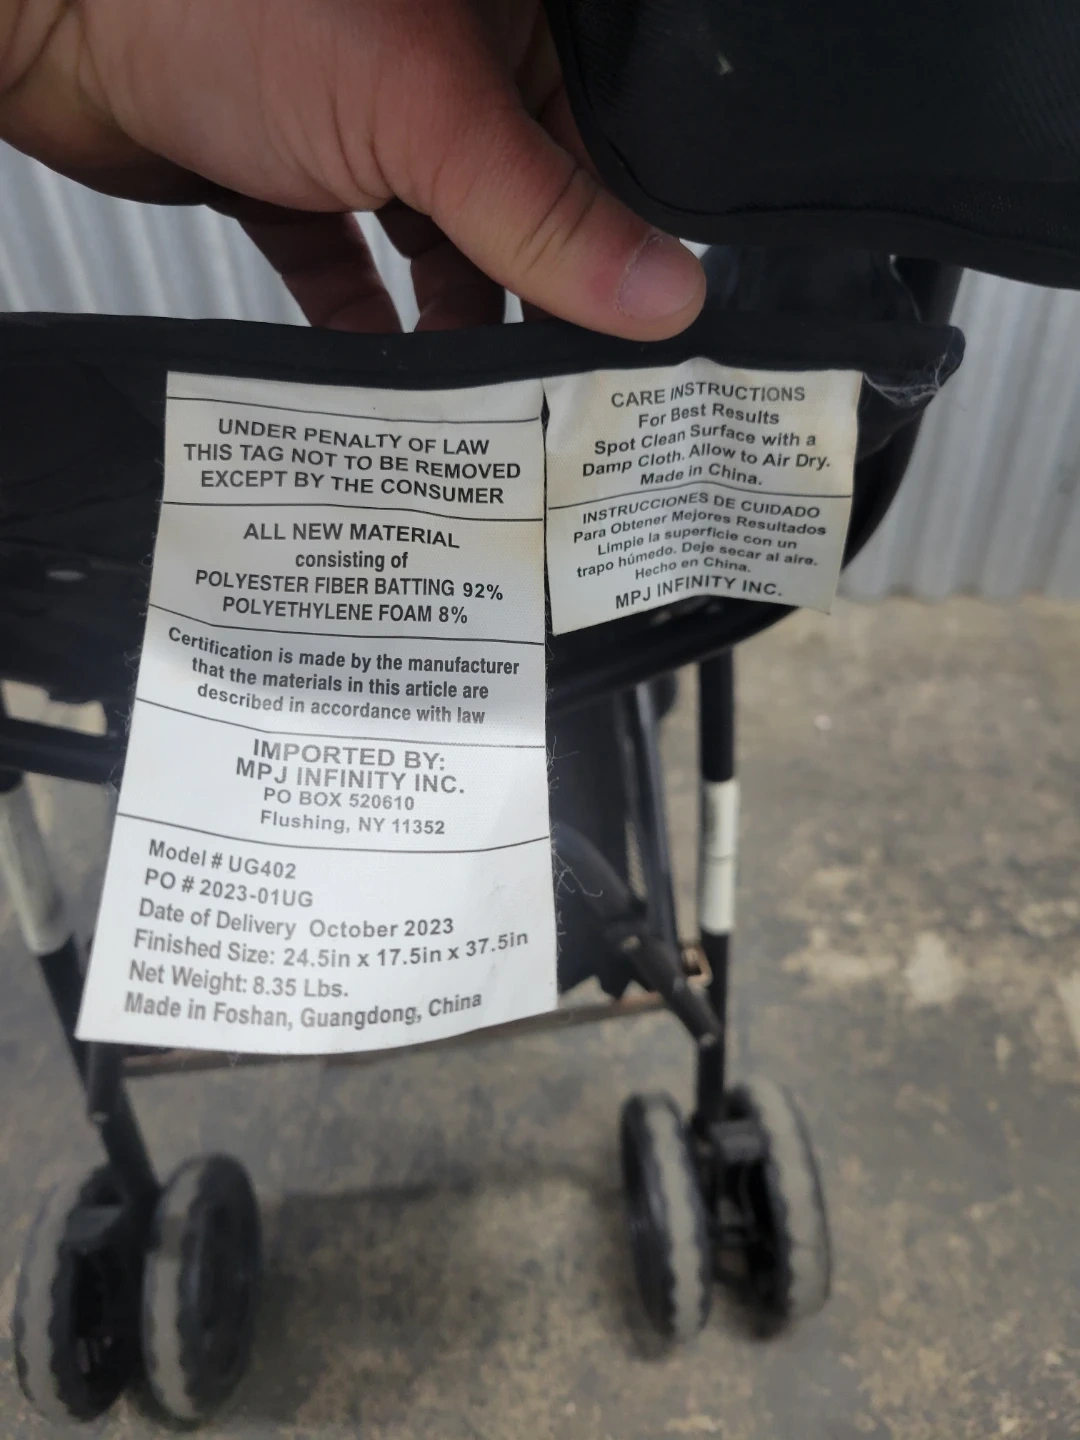 UNDER PENALTY OF LAW
THIS TAG NOT TO BE REMOVED
EXCEPT BY THE CONSUMER
ALL NEW MATERIAL
consisting of
POLYESTER FIBER BATTING 92%
POLYETHYLENE FOAM 8%
Certification is made by the manufacturer
that the materials in this article are
described in accordance with law
IMPORTED BY:
MPJ INFINITY INC.
PO BOX 520610
Flushing, NY 11352
Model # UG402
PO # 2023-01UG
Date of Delivery October 2023
Finished Size: 24.5in x 17.5in x 37.5in
Net Weight: 8.35 Lbs.
Made in Foshan, Guangdong, China
CARE INSTRUCTIONS
For Best Results
Spot Clean Surface with a
Damp Cloth. Allow to Air Dry.
Made in China.
INSTRUCCIONES DE CUIDADO
Para Obtener Mejores Resultados
Limpie la superficie con un
trapo húmedo. Deje secar al aire.
Hecho en China.
MPJ INFINITY INC.